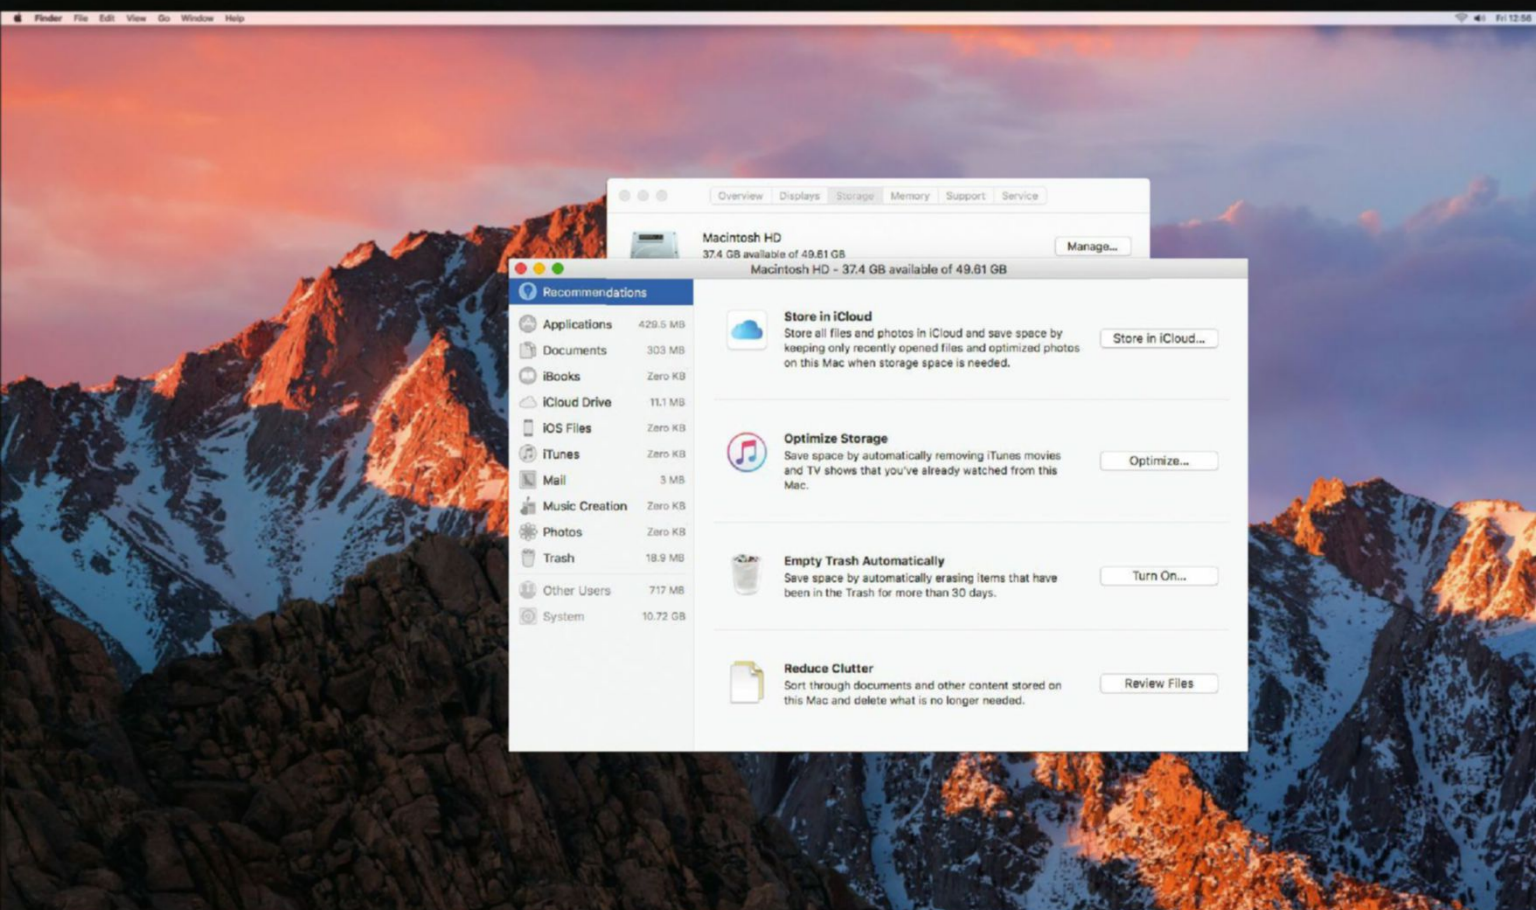 Finder File Edit View Go Window Help
Fri 12:56
Overview Displays Storage Memory Support Service
Macintosh HD
37.4 GB available of 49.61 GB
Manage...
Macintosh HD - 37.4 GB available of 49.61 GB
Recommendations
Applications 429.5 MB
Documents 303 MB
iBooks Zero KB
iCloud Drive 11.1 MB
iOS Files Zero KB
iTunes Zero KB
Mail 3 MB
Music Creation Zero KB
Photos Zero KB
Trash 18.9 MB
Other Users 717 MB
System 10.72 GB
Store in iCloud
Store all files and photos in iCloud and save space by
keeping only recently opened files and optimized photos
on this Mac when storage space is needed.
Store in iCloud...
Optimize Storage
Save space by automatically removing iTunes movies
and TV shows that you've already watched from this
Mac.
Optimize...
Empty Trash Automatically
Save space by automatically erasing items that have
been in the Trash for more than 30 days.
Turn On...
Reduce Clutter
Sort through documents and other content stored on
this Mac and delete what is no longer needed.
Review Files